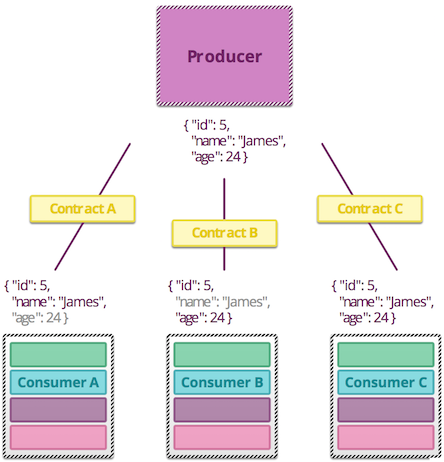 Producer
{ "id": 5,
"name": "James",
"age": 24 }
Contract A
Contract B
Contract C
{ "id": 5,
"name": "James",
"age": 24 }
{ "id": 5,
"name": "James",
"age": 24 }
{ "id": 5,
"name": "James",
"age": 24 }
Consumer A
Consumer B
Consumer C